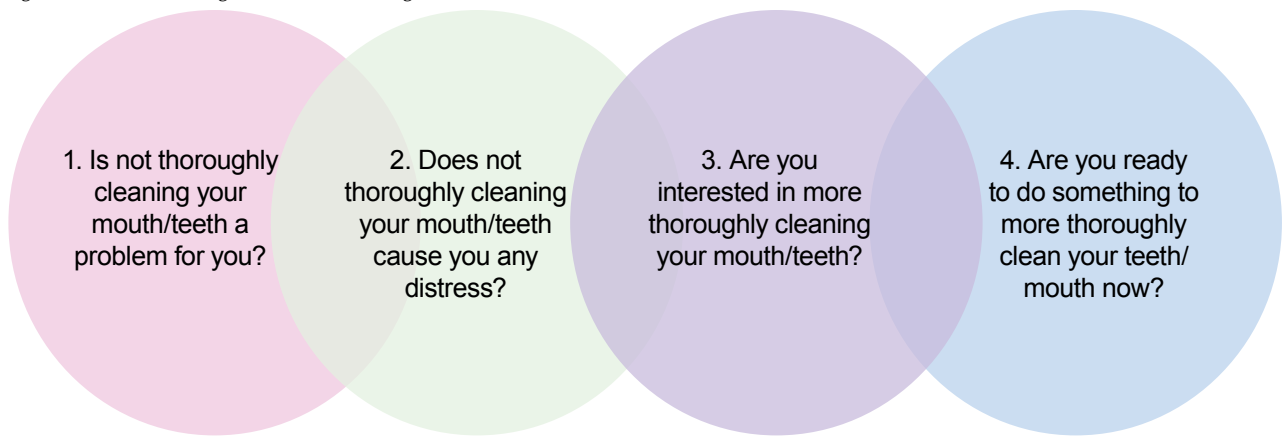 1. Is not thoroughly
cleaning your
mouth/teeth a
problem for you?
2. Does not
thoroughly cleaning
your mouth/teeth
cause you any
distress?
3. Are you
interested in more
thoroughly cleaning
your mouth/teeth?
4. Are you ready
to do something to
more thoroughly
clean your teeth/
mouth now?